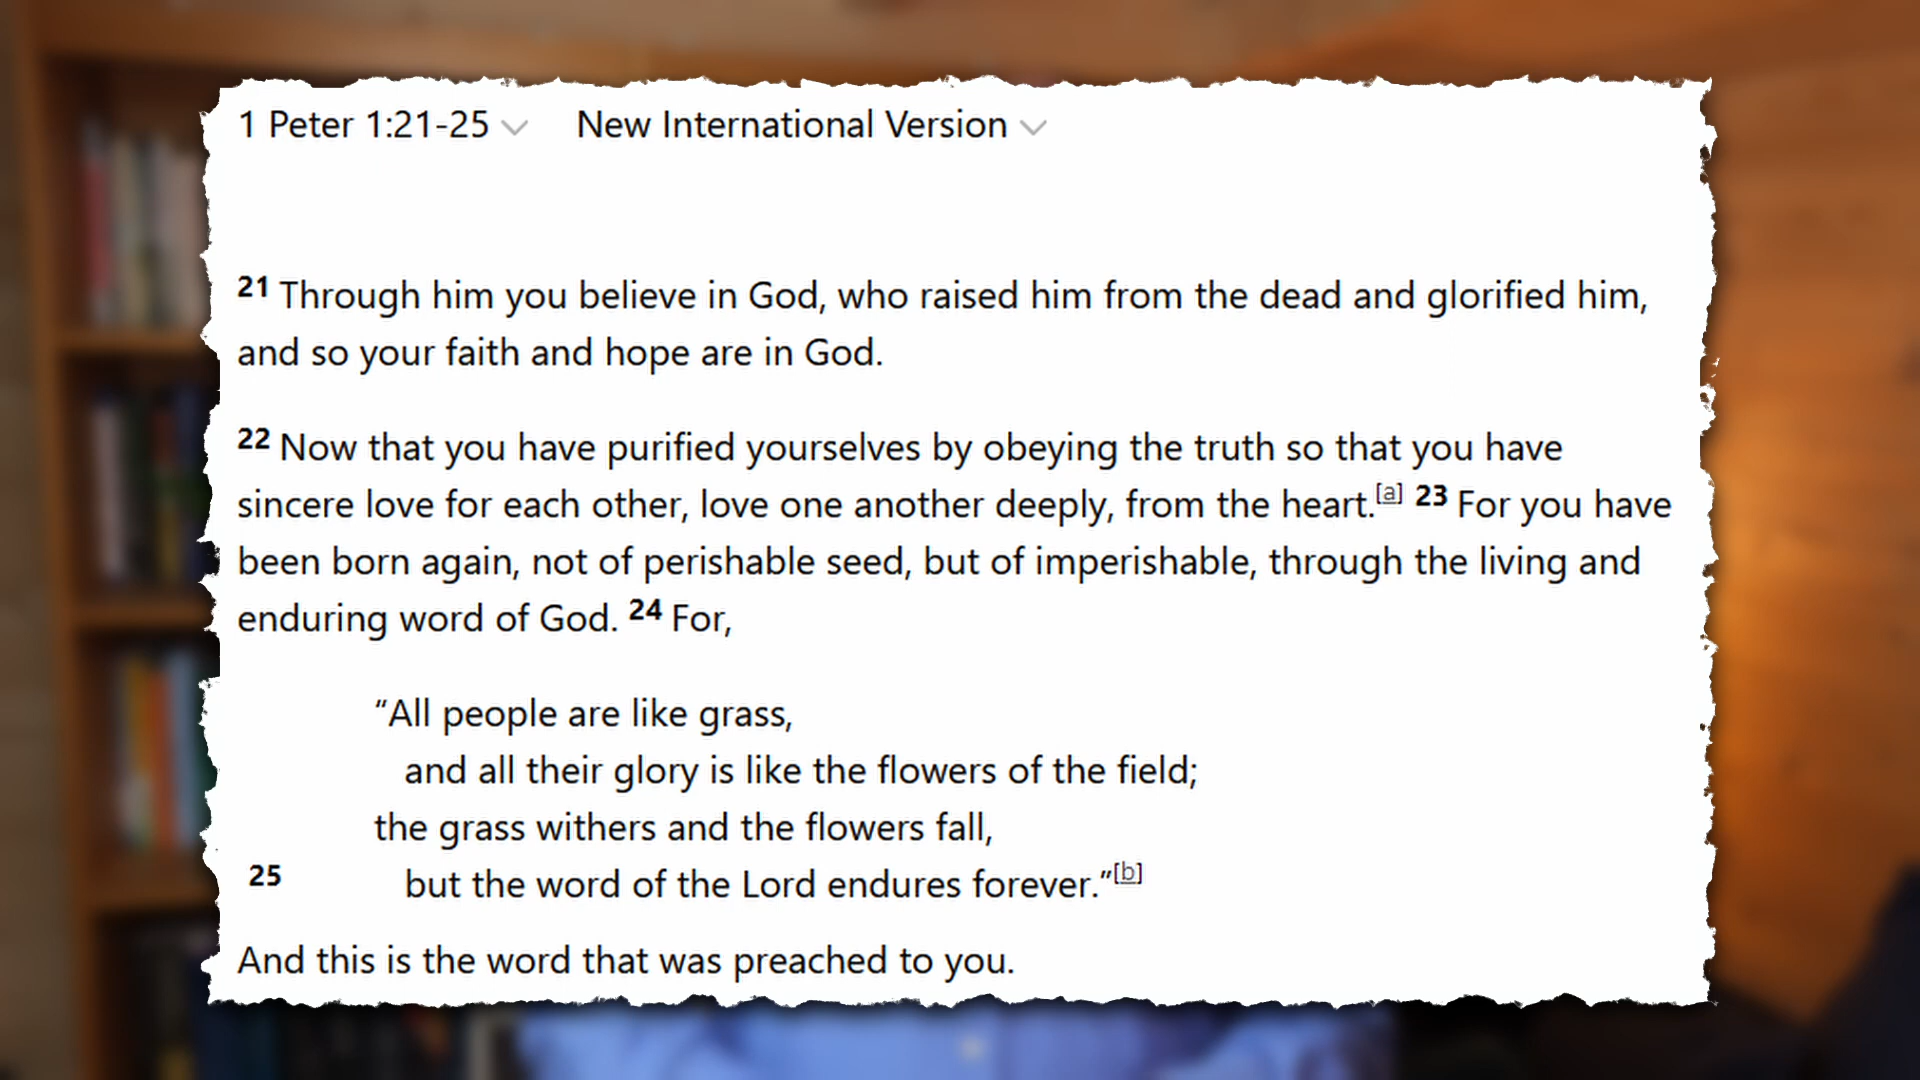 1 Peter 1:21-25 New International Version
21 Through him you believe in God, who raised him from the dead and glorified him,
and so your faith and hope are in God.
22 Now that you have purified yourselves by obeying the truth so that you have
sincere love for each other, love one another deeply, from the heart.[a] 23 For you have
been born again, not of perishable seed, but of imperishable, through the living and
enduring word of God. 24 For,
“All people are like grass,
and all their glory is like the flowers of the field;
the grass withers and the flowers fall,
25 but the word of the Lord endures forever.”[b]
And this is the word that was preached to you.